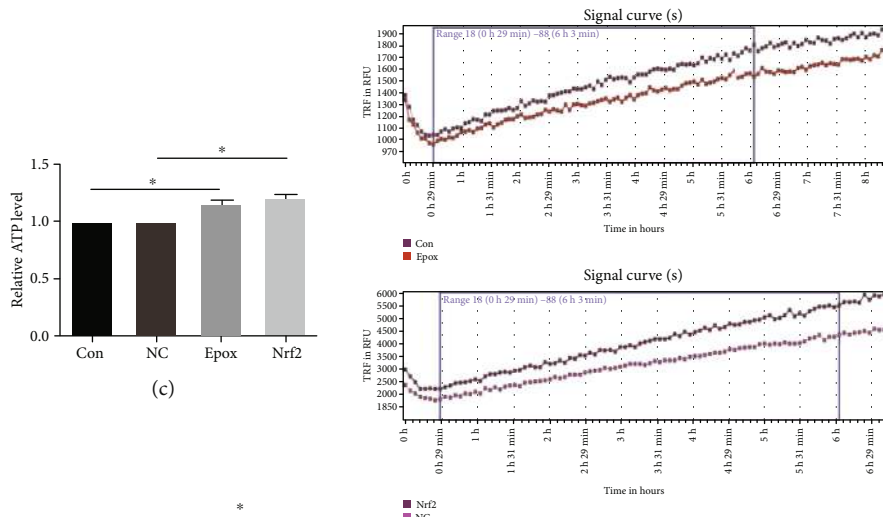 *
*
1.5
1.0
0.5
0.0
Relative ATP level
Con NC Epox Nrf2
(c)
*
Signal curve (s)
Range 18 (0 h 29 min) –88 (6 h 3 min)
1900
1800
1700
1600
1500
1400
1300
1200
1100
1000
970
TRF in RFU
0 h
0 h 29 min
1 h
1 h 31 min
2 h
2 h 29 min
3 h
3 h 31 min
4 h
4 h 29 min
5 h
5 h 31 min
6 h
6 h 29 min
7 h
7 h 31 min
8 h
Time in hours
Con
Epox
Signal curve (s)
Range 18 (0 h 29 min) –88 (6 h 3 min)
6000
5500
5000
4500
4000
3500
3000
2500
2000
1850
TRF in RFU
0 h
0 h 29 min
1 h
1 h 31 min
2 h
2 h 29 min
3 h
3 h 31 min
4 h
4 h 29 min
5 h
5 h 31 min
6 h
6 h 29 min
Time in hours
Nrf2
NC